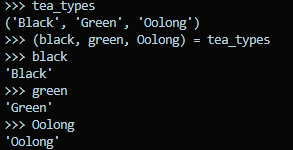 >>> tea_types
('Black', 'Green', 'Oolong')
>>> (black, green, Oolong) = tea_types
>>> black
'Black'
>>> green
'Green'
>>> Oolong
'Oolong'